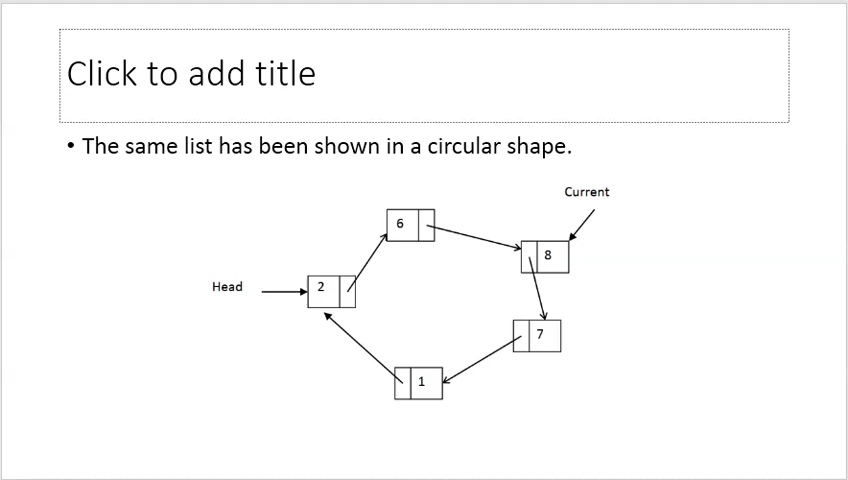 Click to add title
• The same list has been shown in a circular shape.
Current
6
8
Head
2
7
1